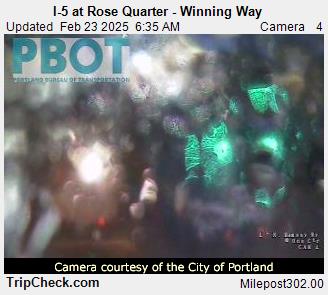 I-5 at Rose Quarter - Winning Way
Updated Feb 23 2025 6:35 AM Camera 4
PBOT
PORTLAND BUREAU OF TRANSPORTATION
Camera courtesy of the City of Portland
TripCheck.com Milepost302.00